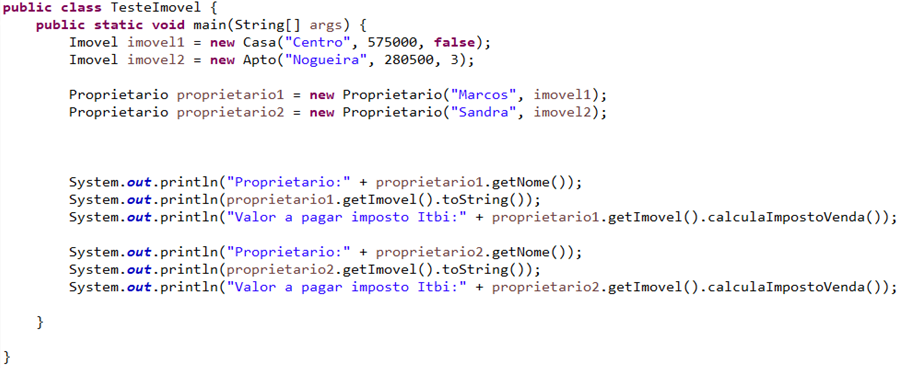 public class TesteImovel {
    public static void main(String[] args) {
        Imovel imovel1 = new Casa("Centro", 575000, false);
        Imovel imovel2 = new Apto("Nogueira", 280500, 3);

        Proprietario proprietario1 = new Proprietario("Marcos", imovel1);
        Proprietario proprietario2 = new Proprietario("Sandra", imovel2);

        System.out.println("Proprietario:" + proprietario1.getNome());
        System.out.println(proprietario1.getImovel().toString());
        System.out.println("Valor a pagar imposto Itbi:" + proprietario1.getImovel().calculaImpostoVenda());

        System.out.println("Proprietario:" + proprietario2.getNome());
        System.out.println(proprietario2.getImovel().toString());
        System.out.println("Valor a pagar imposto Itbi:" + proprietario2.getImovel().calculaImpostoVenda());

    }

}